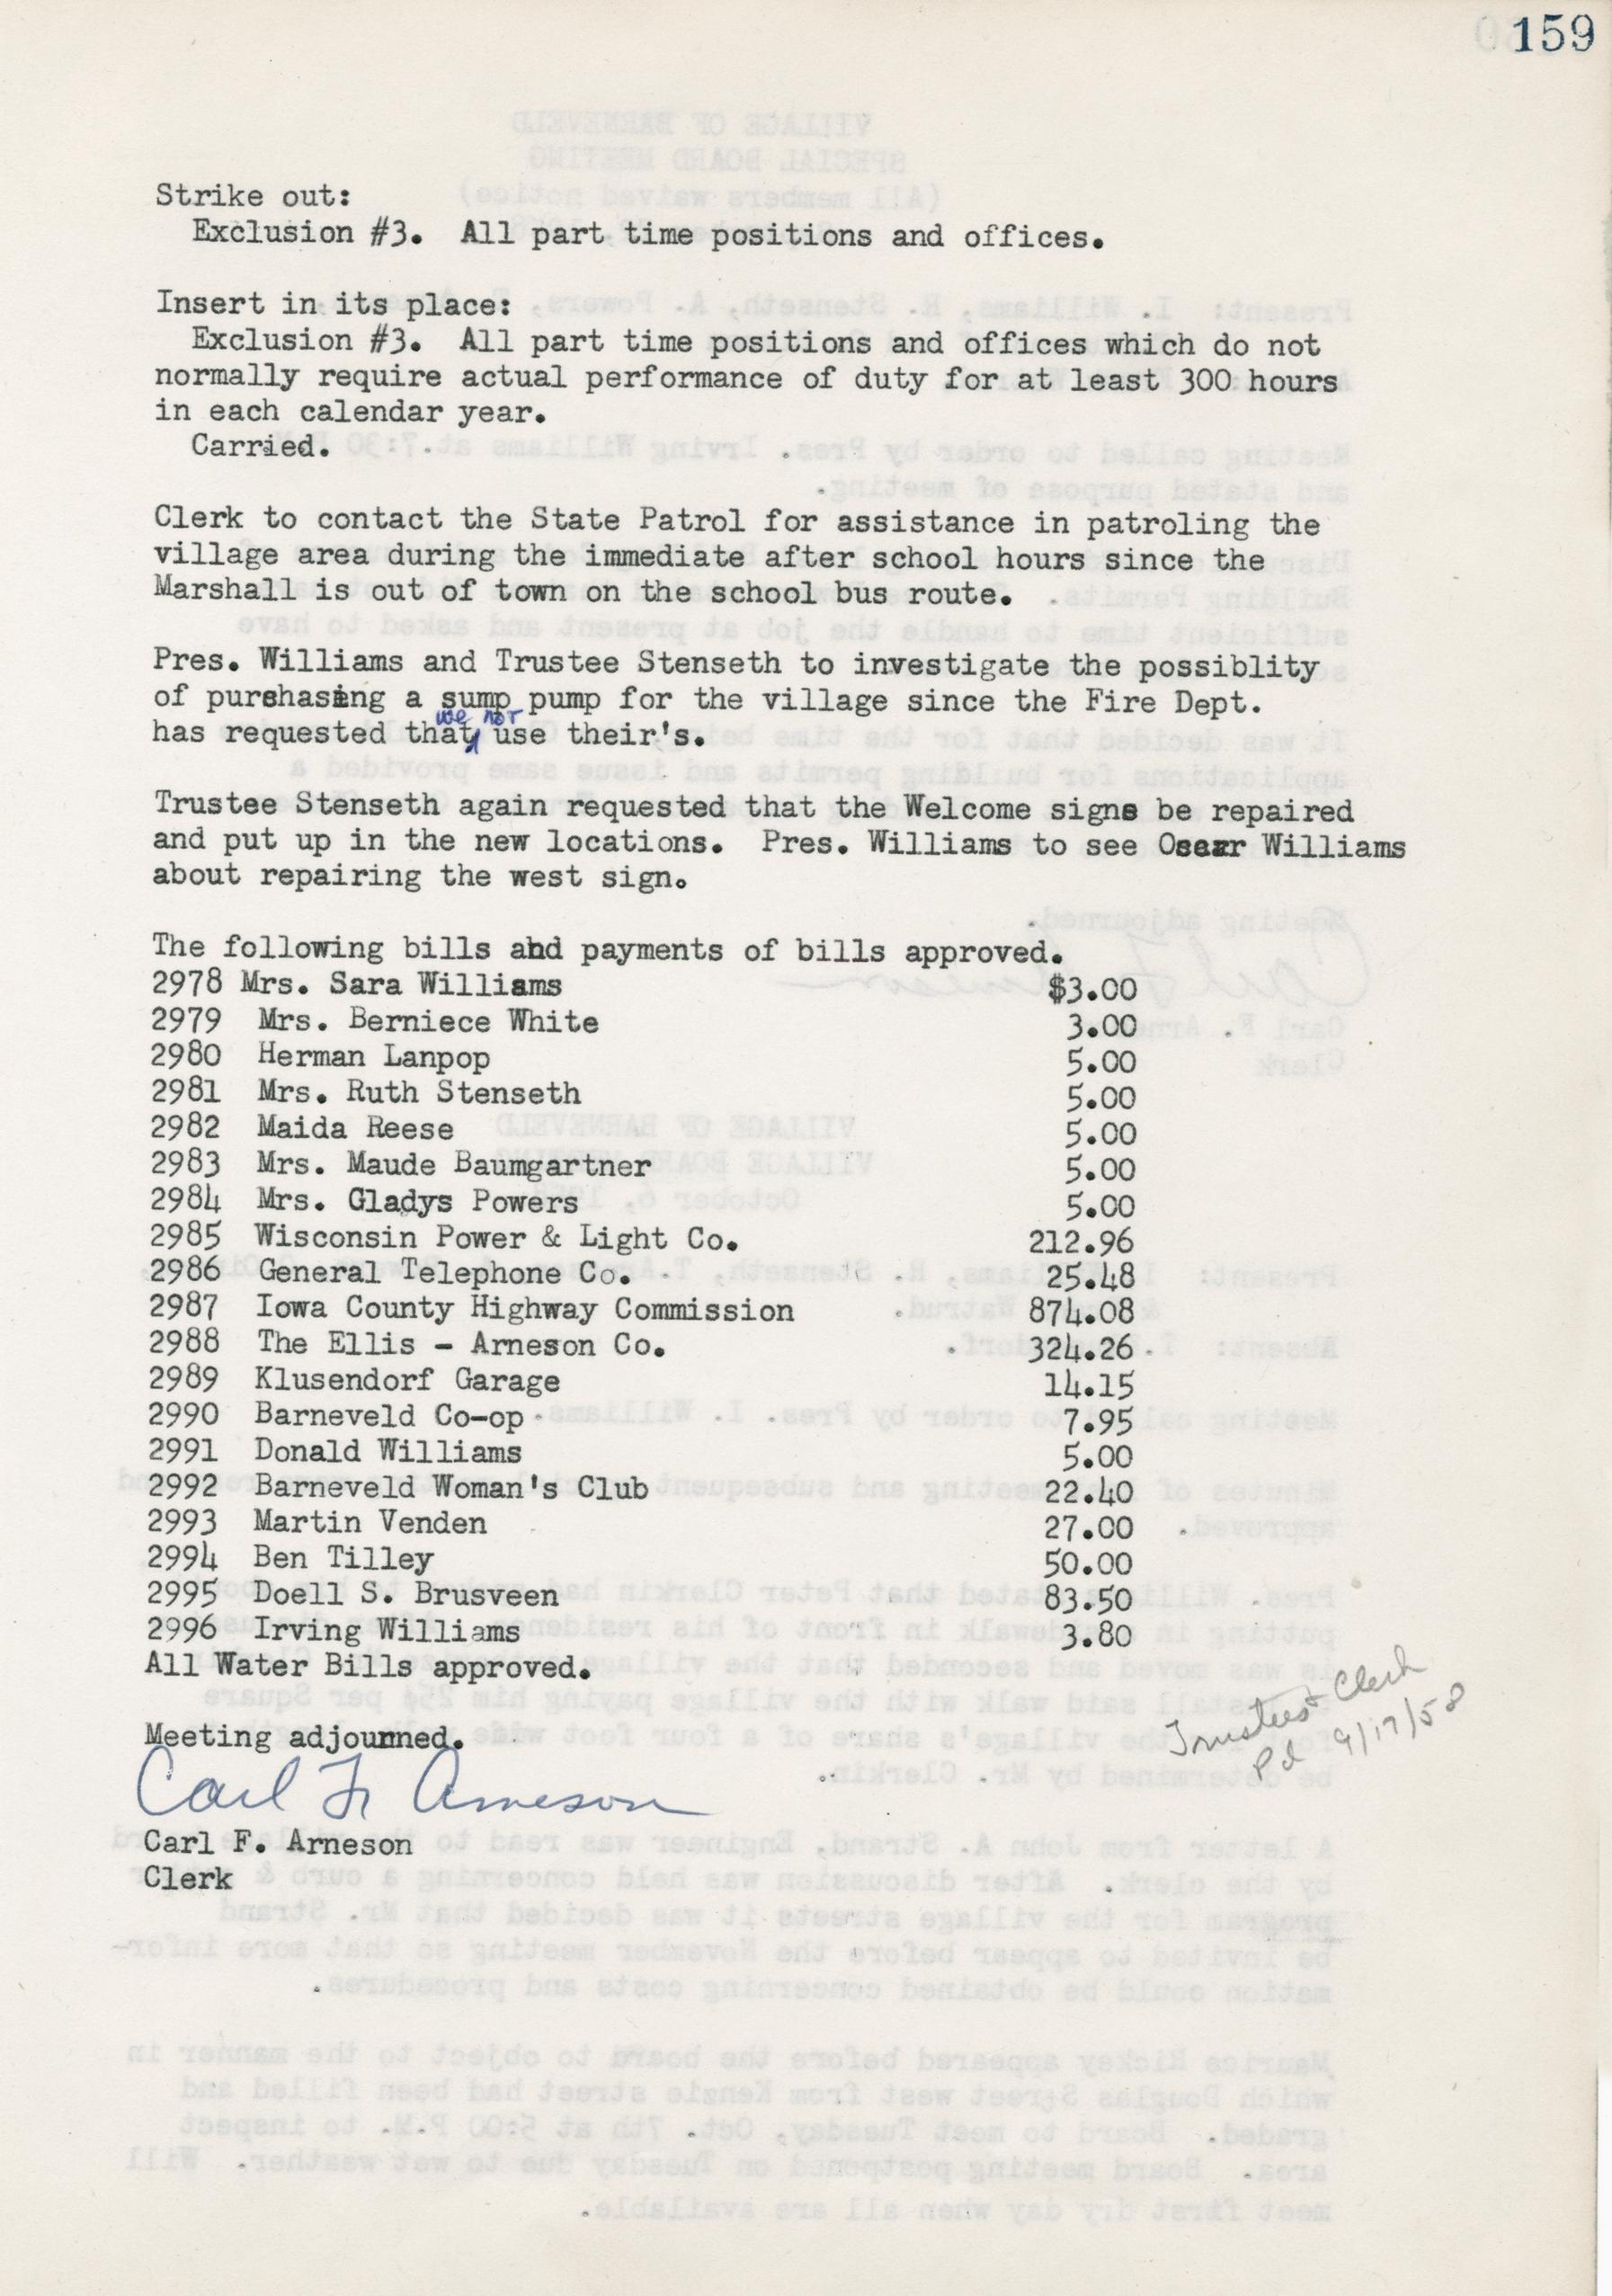 159
Strike out:
Exclusion #3. All part time positions and offices.
Insert in its place:
Exclusion #3. All part time positions and offices which do not
normally require actual performance of duty for at least 300 hours
in each calendar year.
Carried.
Clerk to contact the State Patrol for assistance in patroling the
village area during the immediate after school hours since the
Marshall is out of town on the school bus route.
Pres. Williams and Trustee Stenseth to investigate the possiblity
of purshasing a sump pump for the village since the Fire Dept.
we not
has requested that use their's.
Trustee Stenseth again requested that the Welcome signs be repaired
and put up in the new locations. Pres. Williams to see Oscar Williams
about repairing the west sign.
The following bills and payments of bills approved.
2978 Mrs. Sara Williams $3.00
2979 Mrs. Berniece White 3.00
2980 Herman Lanpop 5.00
2981 Mrs. Ruth Stenseth 5.00
2982 Maida Reese 5.00
2983 Mrs. Maude Baumgartner 5.00
2984 Mrs. Gladys Powers 5.00
2985 Wisconsin Power & Light Co. 212.96
2986 General Telephone Co. 25.48
2987 Iowa County Highway Commission 874.08
2988 The Ellis - Arneson Co. 324.26
2989 Klusendorf Garage 14.15
2990 Barneveld Co-op 7.95
2991 Donald Williams 5.00
2992 Barneveld Woman's Club 22.40
2993 Martin Venden 27.00
2994 Ben Tilley 50.00
2995 Doell S. Brusveen 83.50
2996 Irving Williams 3.80
All Water Bills approved.
Trustees & Clerk
Pd 9/17/58
Meeting adjourned.
Carl F. Arneson
Carl F. Arneson
Clerk